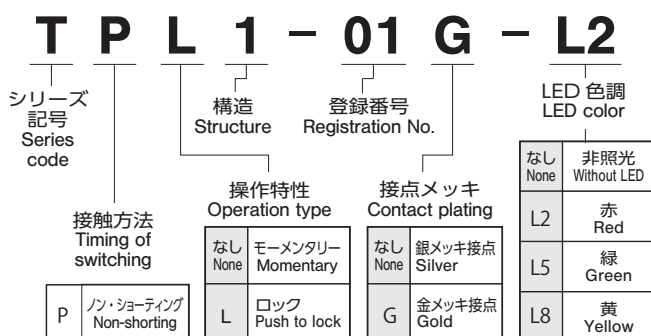 T P L 1 - 01 G - L2
シリーズ
記号
Series
code
構造
Structure
登録番号
Registration No.
LED 色調
LED color
接触方法
Timing of
switching
P ノン・ショーティング
Non-shorting
操作特性
Operation type
なし モーメンタリー
None Momentary
L ロック
Push to lock
接点メッキ
Contact plating
なし 銀メッキ接点
None Silver
G 金メッキ接点
Gold
なし 非照光
None Without LED
L2 赤
Red
L5 緑
Green
L8 黄
Yellow